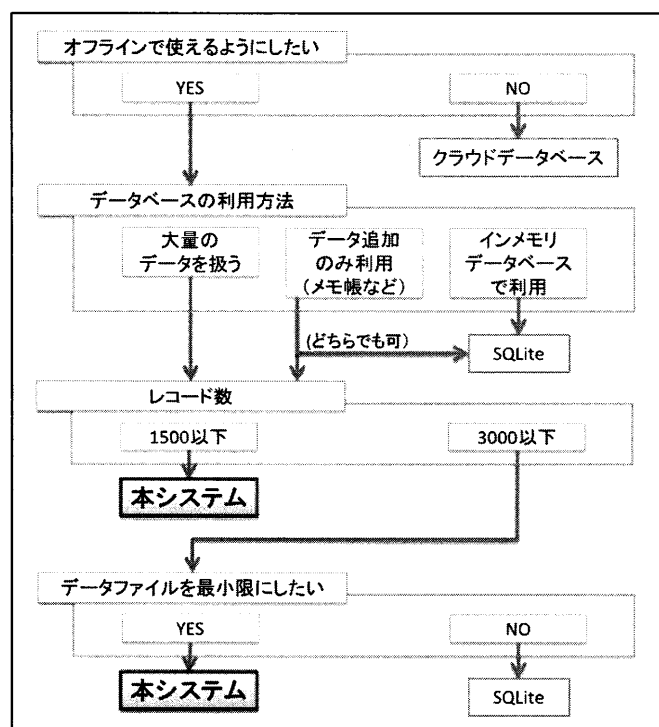 オフラインで使えるようにしたい
YES
NO
クラウドデータベース
データベースの利用方法
大量の
データを扱う
データ追加
のみ利用
(メモ帳など)
インメモリ
データベース
で利用
(どちらでも可)
SQLite
レコード数
1500以下
3000以下
本システム
データファイルを最小限にしたい
YES
NO
本システム
SQLite